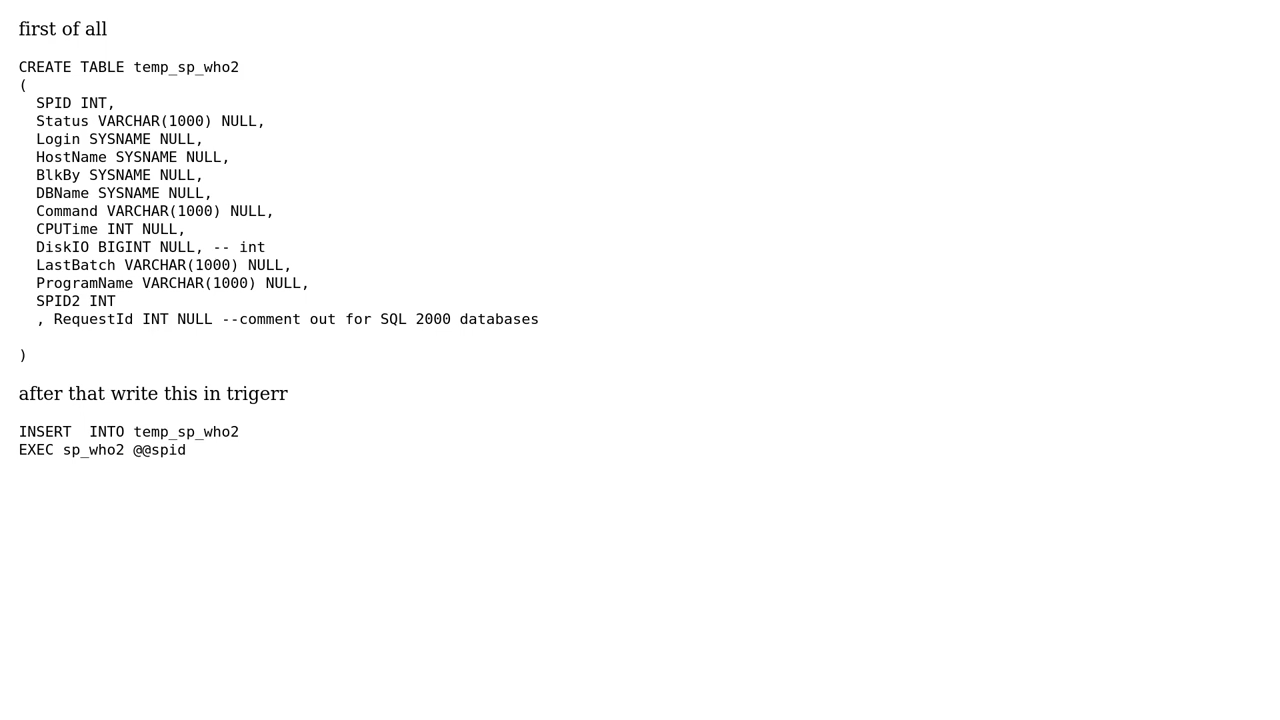 first of all
CREATE TABLE temp_sp_who2
(
  SPID INT,
  Status VARCHAR(1000) NULL,
  Login SYSNAME NULL,
  HostName SYSNAME NULL,
  BlkBy SYSNAME NULL,
  DBName SYSNAME NULL,
  Command VARCHAR(1000) NULL,
  CPUTime INT NULL,
  DiskIO BIGINT NULL, -- int
  LastBatch VARCHAR(1000) NULL,
  ProgramName VARCHAR(1000) NULL,
  SPID2 INT
  , RequestId INT NULL --comment out for SQL 2000 databases
)
after that write this in trigerr
INSERT  INTO temp_sp_who2
EXEC sp_who2 @@spid